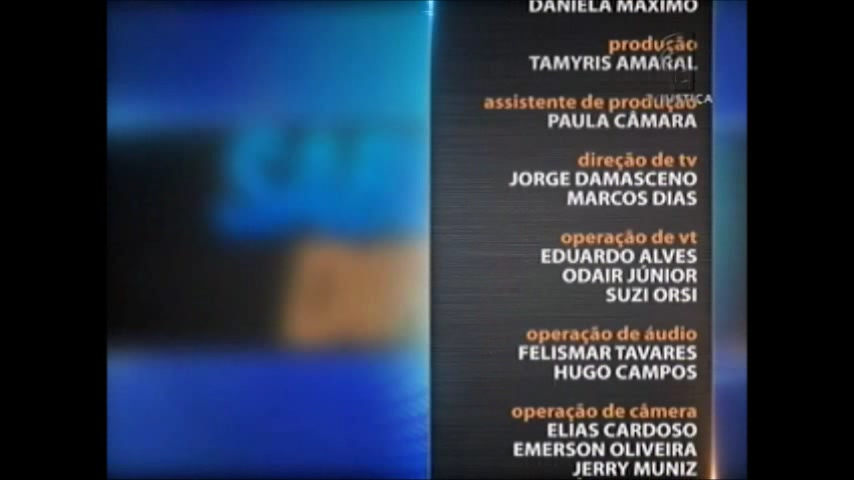 DANIELA MÁXIMO
produção
TAMYRIS AMARAL
assistente de produção
TV JUSTIÇA
PAULA CÂMARA
direção de tv
JORGE DAMASCENO
MARCOS DIAS
operação de vt
EDUARDO ALVES
ODAIR JÚNIOR
SUZI ORSI
operação de áudio
FELISMAR TAVARES
HUGO CAMPOS
operação de câmera
ELIAS CARDOSO
EMERSON OLIVEIRA
JERRY MUNIZ